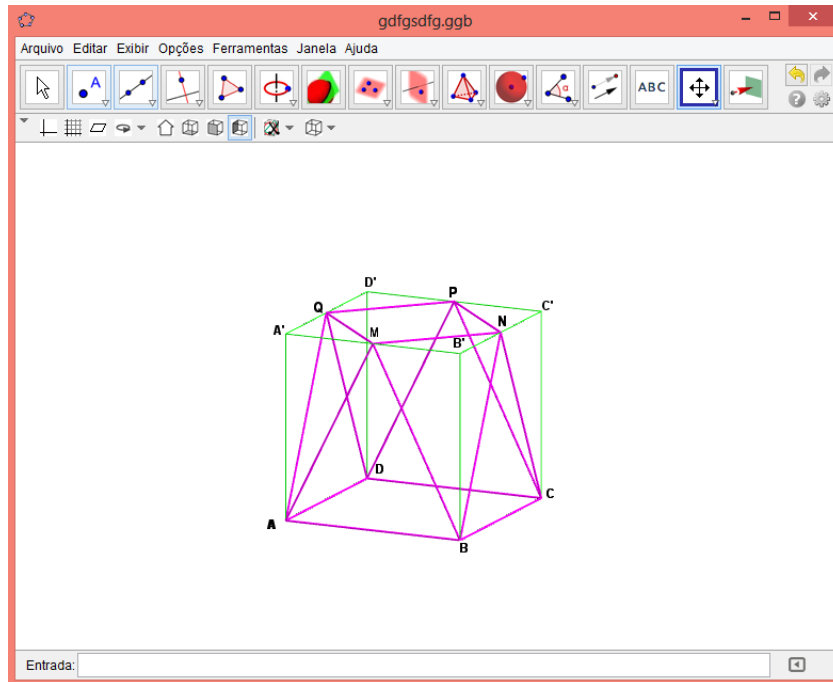 gdfgsdfg.ggb
Arquivo Editar Exibir Opções Ferramentas Janela Ajuda
A ABC
D'
Q P C'
A' M N
B'
D
A C
B
Entrada: